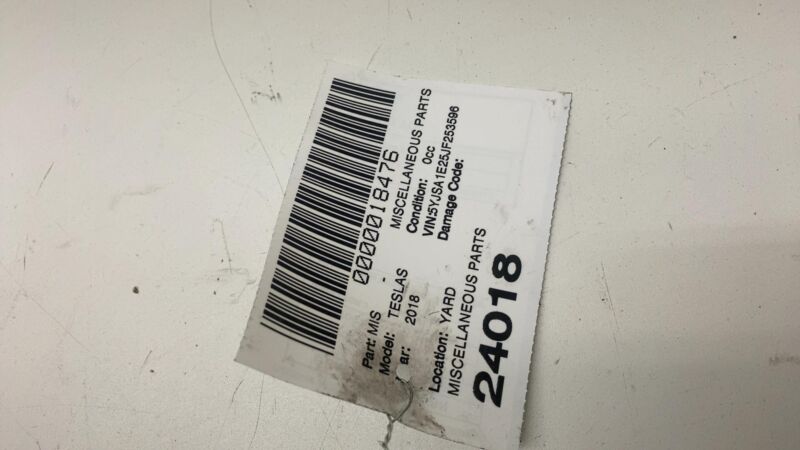 0000018476
Part: MIS - MISCELLANEOUS PARTS
Model: TESLAS Condition: 0cc
ar: 2018 VIN:5YJSA1E25JF253596
Damage Code:
Location: YARD
MISCELLANEOUS PARTS
24018